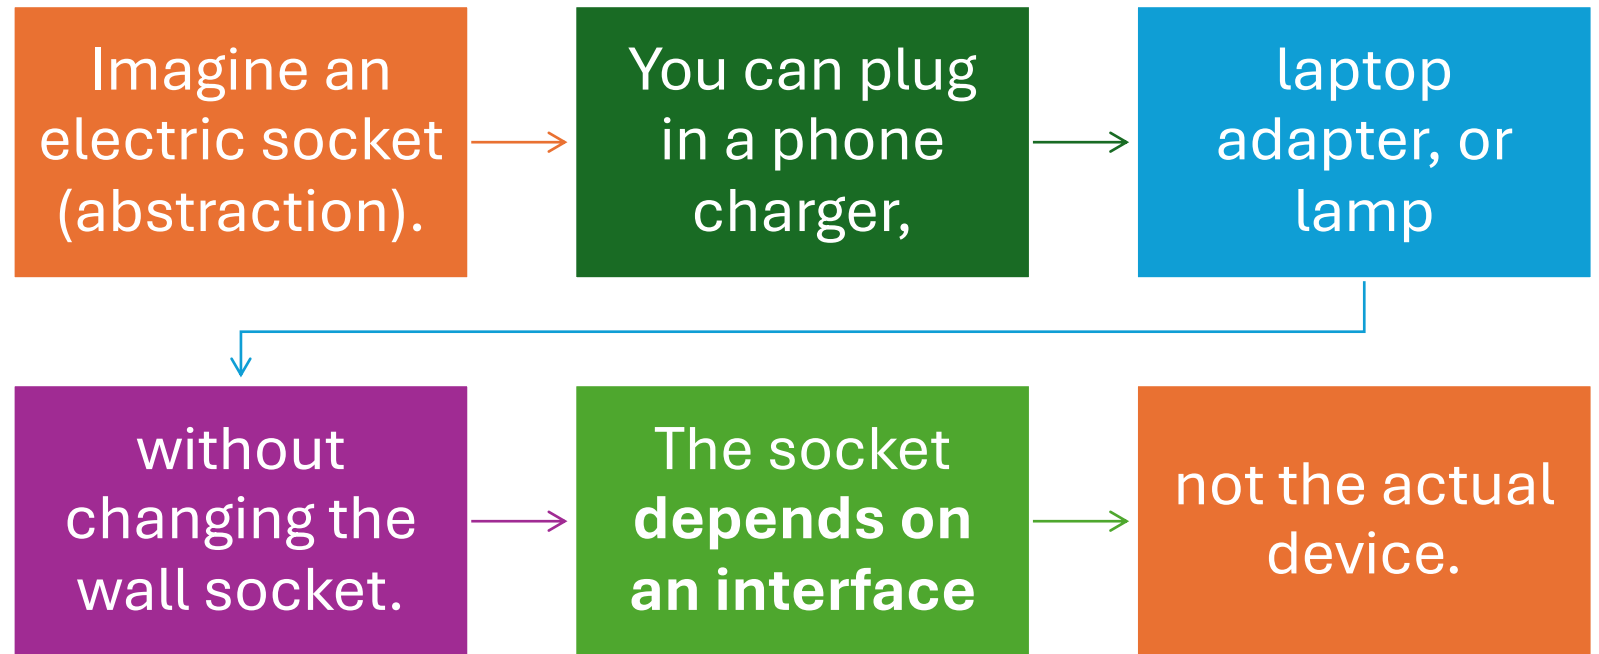 Imagine an
electric socket
(abstraction).
You can plug
in a phone
charger,
laptop
adapter, or
lamp
without
changing the
wall socket.
The socket
depends on
an interface
not the actual
device.